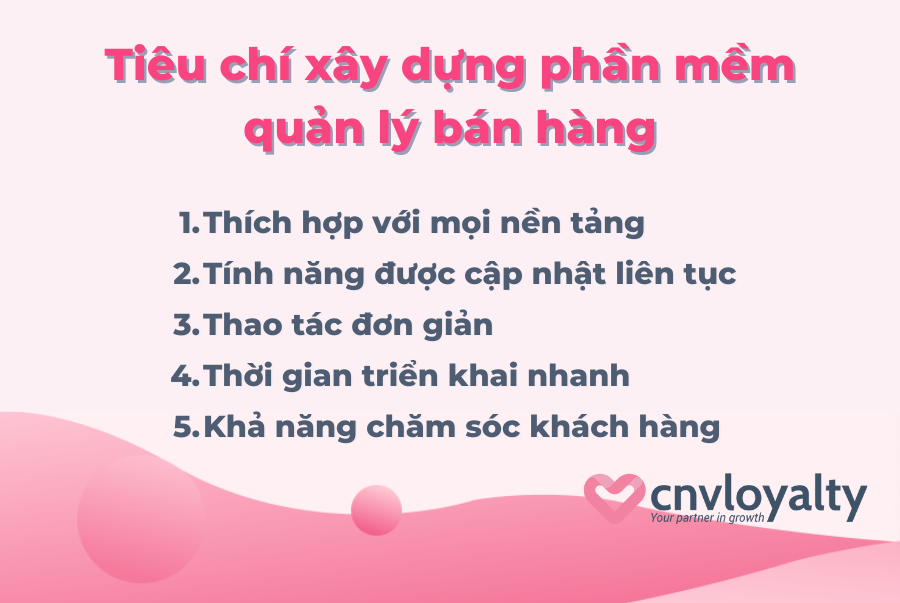 Tiêu chí xây dựng phần mềm
quản lý bán hàng
1.Thích hợp với mọi nền tảng
2.Tính năng được cập nhật liên tục
3.Thao tác đơn giản
4.Thời gian triển khai nhanh
5.Khả năng chăm sóc khách hàng
cnvloyalty
Your partner in growth